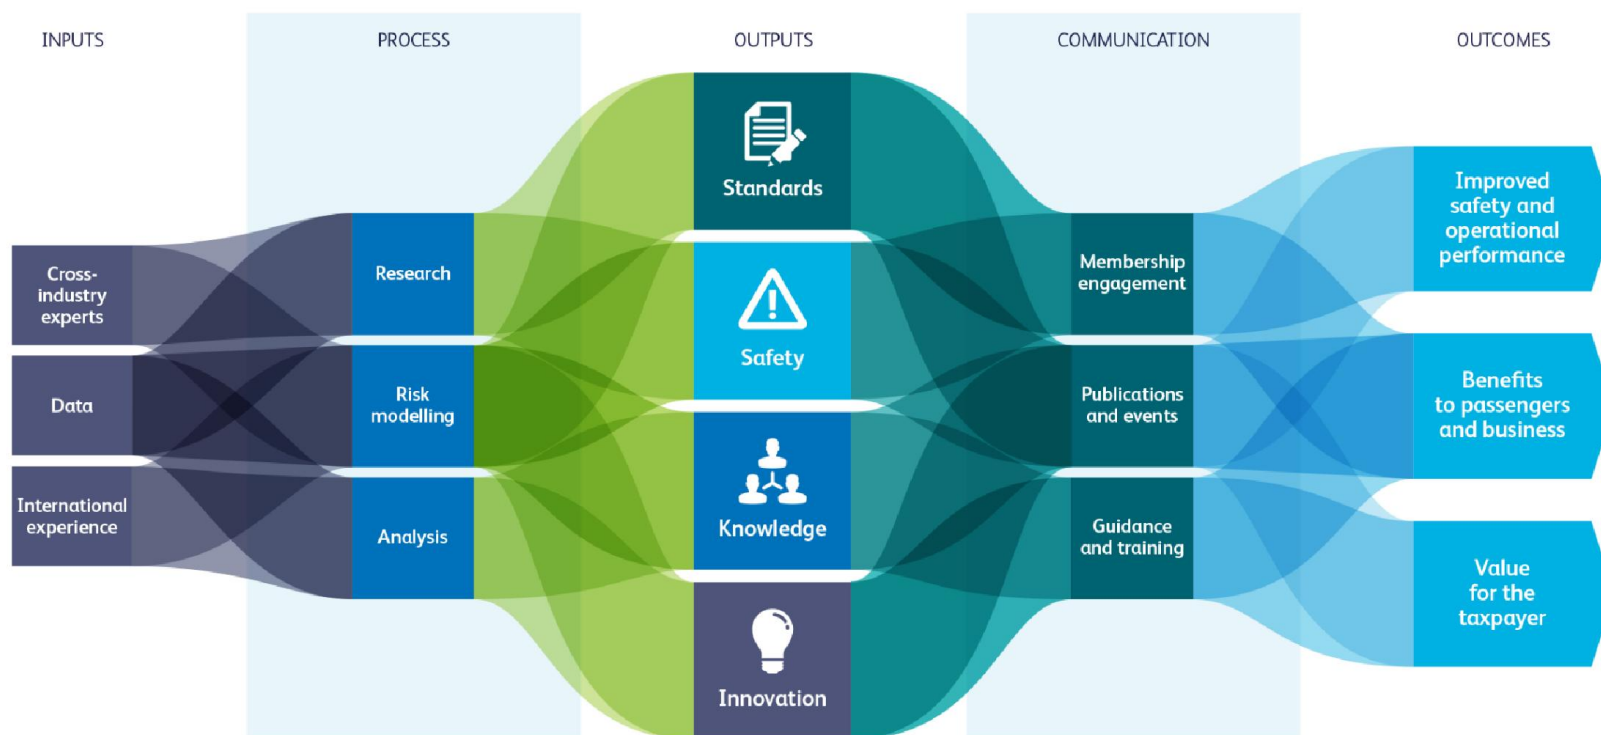 INPUTS
PROCESS
OUTPUTS
COMMUNICATION
OUTCOMES
Cross-
industry
experts
Data
International
experience
Research
Risk
modelling
Analysis
Standards
Safety
Knowledge
Innovation
Membership
engagement
Publications
and events
Guidance
and training
Improved
safety and
operational
performance
Benefits
to passengers
and business
Value
for the
taxpayer